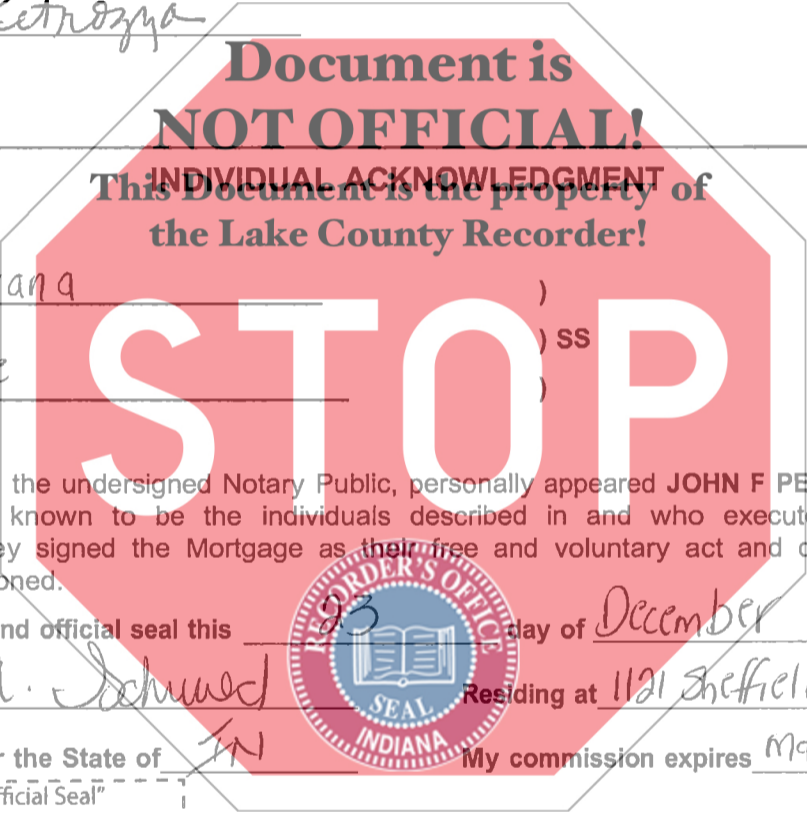 Document is
NOT OFFICIAL!
INDIVIDUAL ACKNOWLEDGMENT
This Document is the property of
the Lake County Recorder!
ana )
STOP
) SS
)
the undersigned Notary Public, personally appeared JOHN F PE
known to be the individuals described in and who execut
ey signed the Mortgage as their free and voluntary act and d
oned.
nd official seal this 23 day of December
RECORDER'S OFFICE
SEAL
INDIANA
Residing at 1121 Sheffiel
r the State of IN My commission expires Ma
fficial Seal"